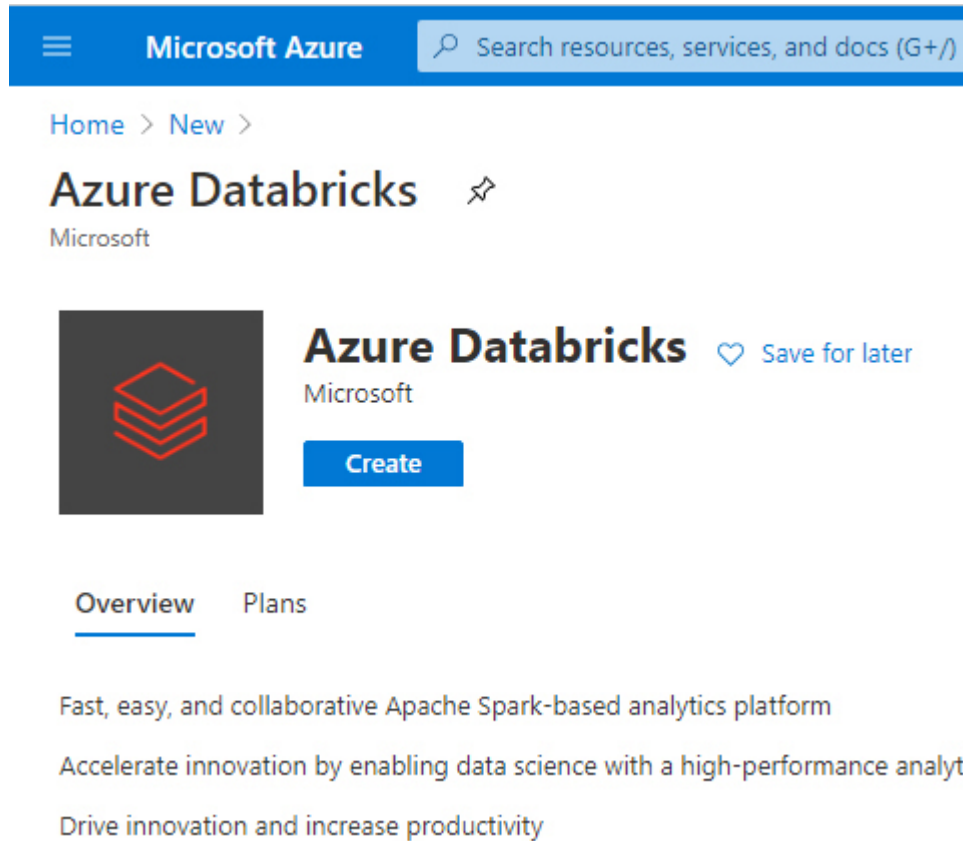 Microsoft Azure Search resources, services, and docs (G+/)
Home > New >
Azure Databricks
Microsoft
Azure Databricks Save for later
Microsoft
Create
Overview Plans
Fast, easy, and collaborative Apache Spark-based analytics platform
Accelerate innovation by enabling data science with a high-performance analyt
Drive innovation and increase productivity